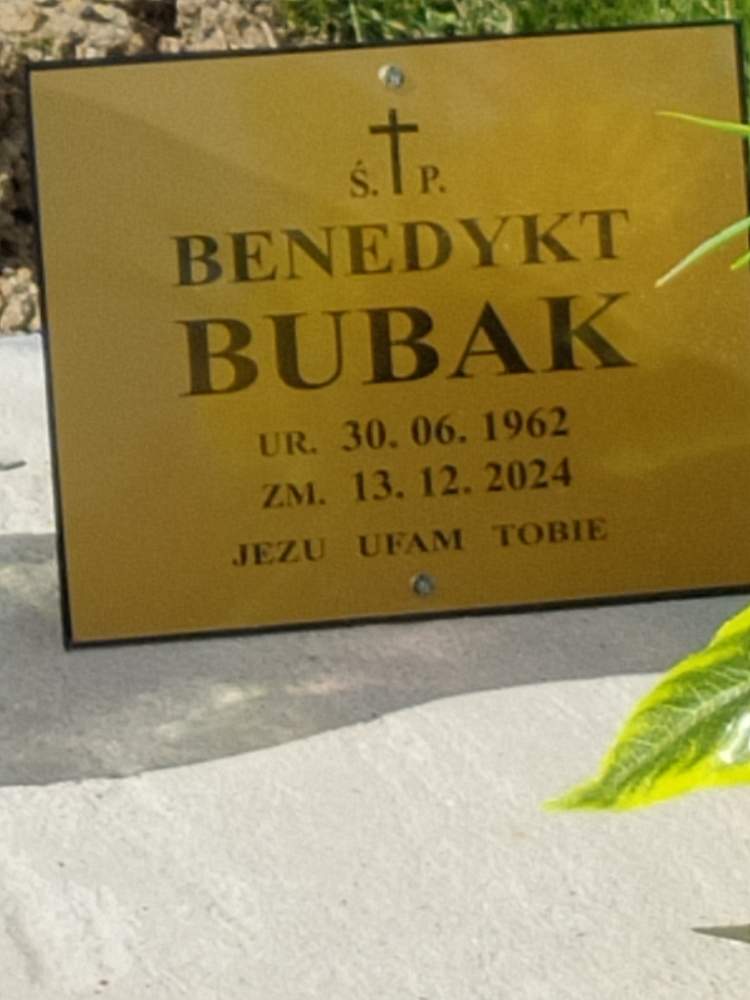 Ś. P.
BENEDYKT
BUBAK
UR. 30. 06. 1962
ZM. 13. 12. 2024
JEZU UFAM TOBIE